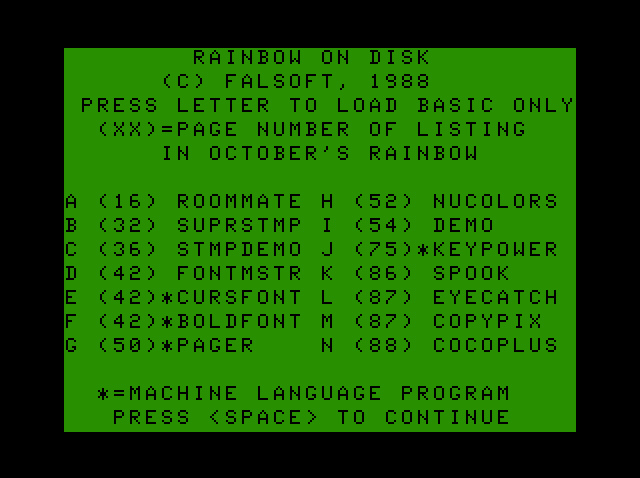 RAINBOW ON DISK
(C) FALSOFT, 1988
PRESS LETTER TO LOAD BASIC ONLY
(XX)=PAGE NUMBER OF LISTING
IN OCTOBER'S RAINBOW
A (16) ROOMMATE H (52) NUCOLORS
B (32) SUPRSTMP I (54) DEMO
C (36) STMPDEMO J (75)*KEYPOWER
D (42) FONTMSTR K (86) SPOOK
E (42)*CURSFONT L (87) EYECATCH
F (42)*BOLDFONT M (87) COPYPIX
G (50)*PAGER N (88) COCOPLUS
*=MACHINE LANGUAGE PROGRAM
PRESS <SPACE> TO CONTINUE